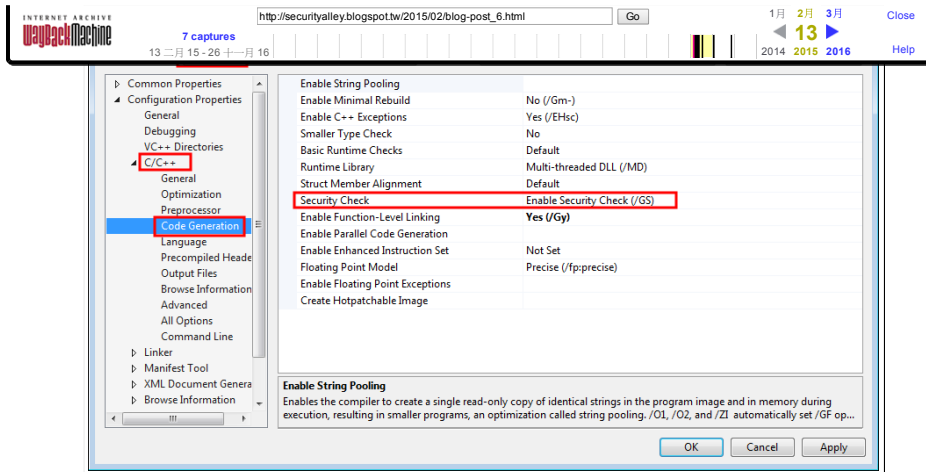 INTERNET ARCHIVE
WayBackMachine
http://securityalley.blogspot.tw/2015/02/blog-post_6.html
Go
7 captures
13 二月 15 - 26 十一月 16
1月 2月 3月
13
2014 2015 2016
Close
Help
Common Properties
Configuration Properties
General
Debugging
VC++ Directories
C/C++
General
Optimization
Preprocessor
Code Generation
Language
Precompiled Heade
Output Files
Browse Information
Advanced
All Options
Command Line
Linker
Manifest Tool
XML Document Genera
Browse Information
Enable String Pooling
Enable Minimal Rebuild No (/Gm-)
Enable C++ Exceptions Yes (/EHsc)
Smaller Type Check No
Basic Runtime Checks Default
Runtime Library Multi-threaded DLL (/MD)
Struct Member Alignment Default
Security Check Enable Security Check (/GS)
Enable Function-Level Linking Yes (/Gy)
Enable Parallel Code Generation
Enable Enhanced Instruction Set Not Set
Floating Point Model Precise (/fp:precise)
Enable Floating Point Exceptions
Create Hotpatchable Image
Enable String Pooling
Enables the compiler to create a single read-only copy of identical strings in the program image and in memory during
execution, resulting in smaller programs, an optimization called string pooling. /O1, /O2, and /ZI automatically set /GF op...
OK Cancel Apply